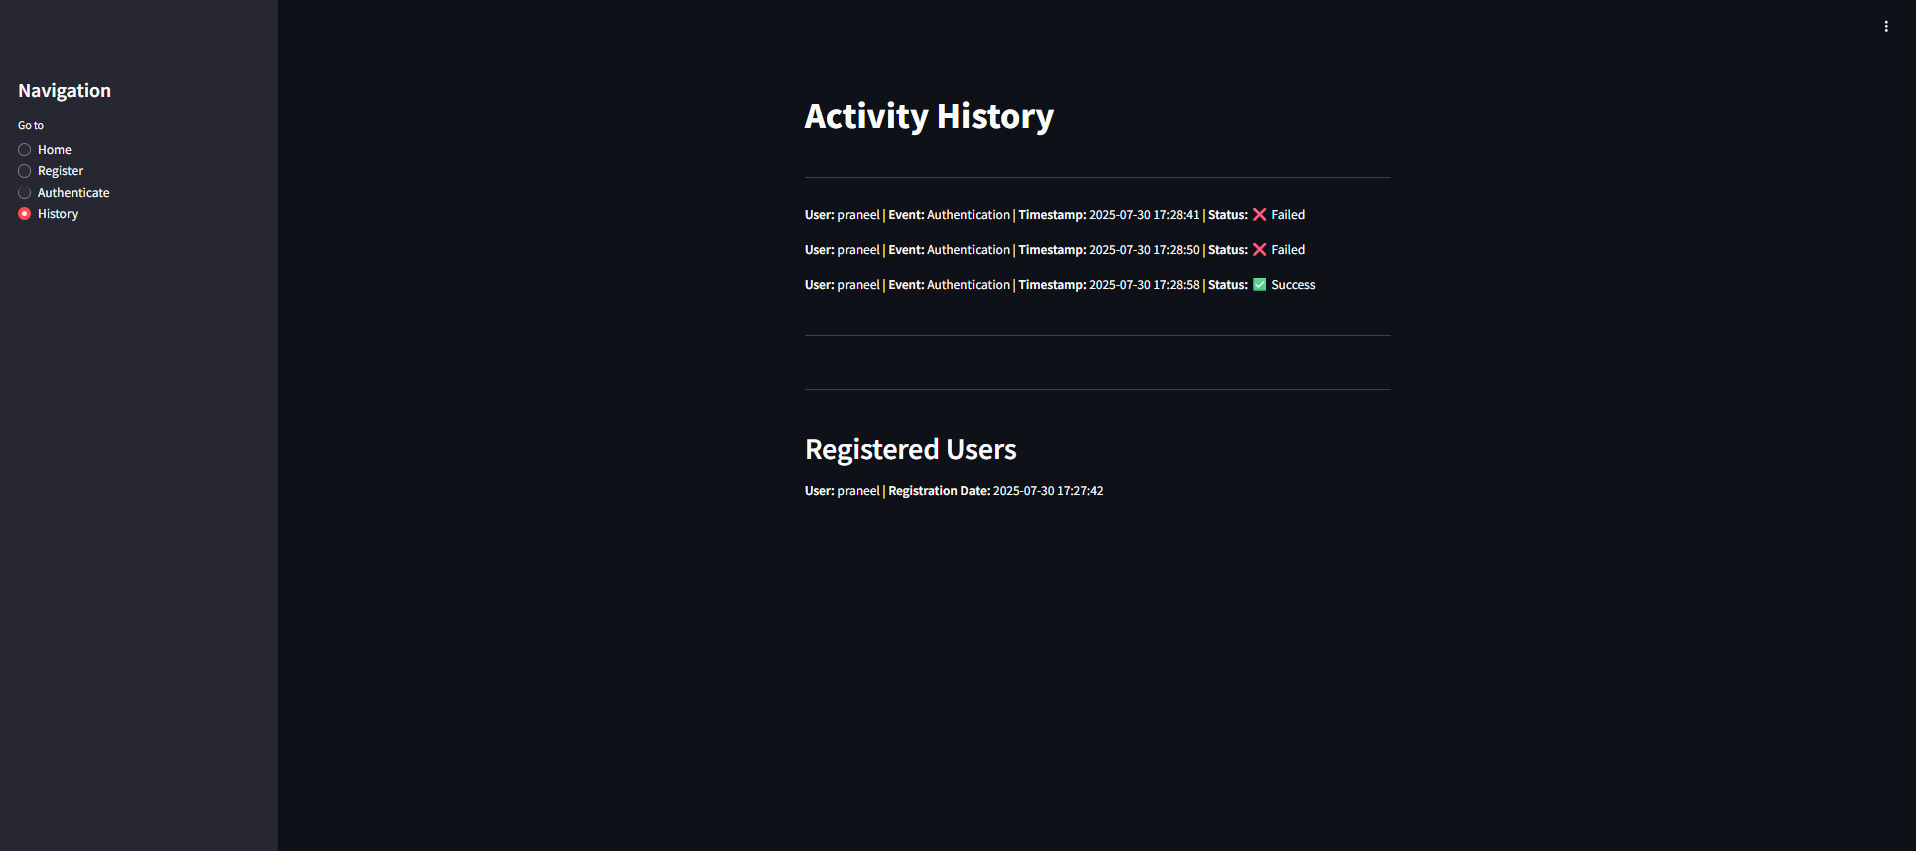 Navigation
Go to
Home
Register
Authenticate
History
Activity History
User: praneel | Event: Authentication | Timestamp: 2025-07-30 17:28:41 | Status: ❌ Failed
User: praneel | Event: Authentication | Timestamp: 2025-07-30 17:28:50 | Status: ❌ Failed
User: praneel | Event: Authentication | Timestamp: 2025-07-30 17:28:58 | Status: ✅ Success
Registered Users
User: praneel | Registration Date: 2025-07-30 17:27:42